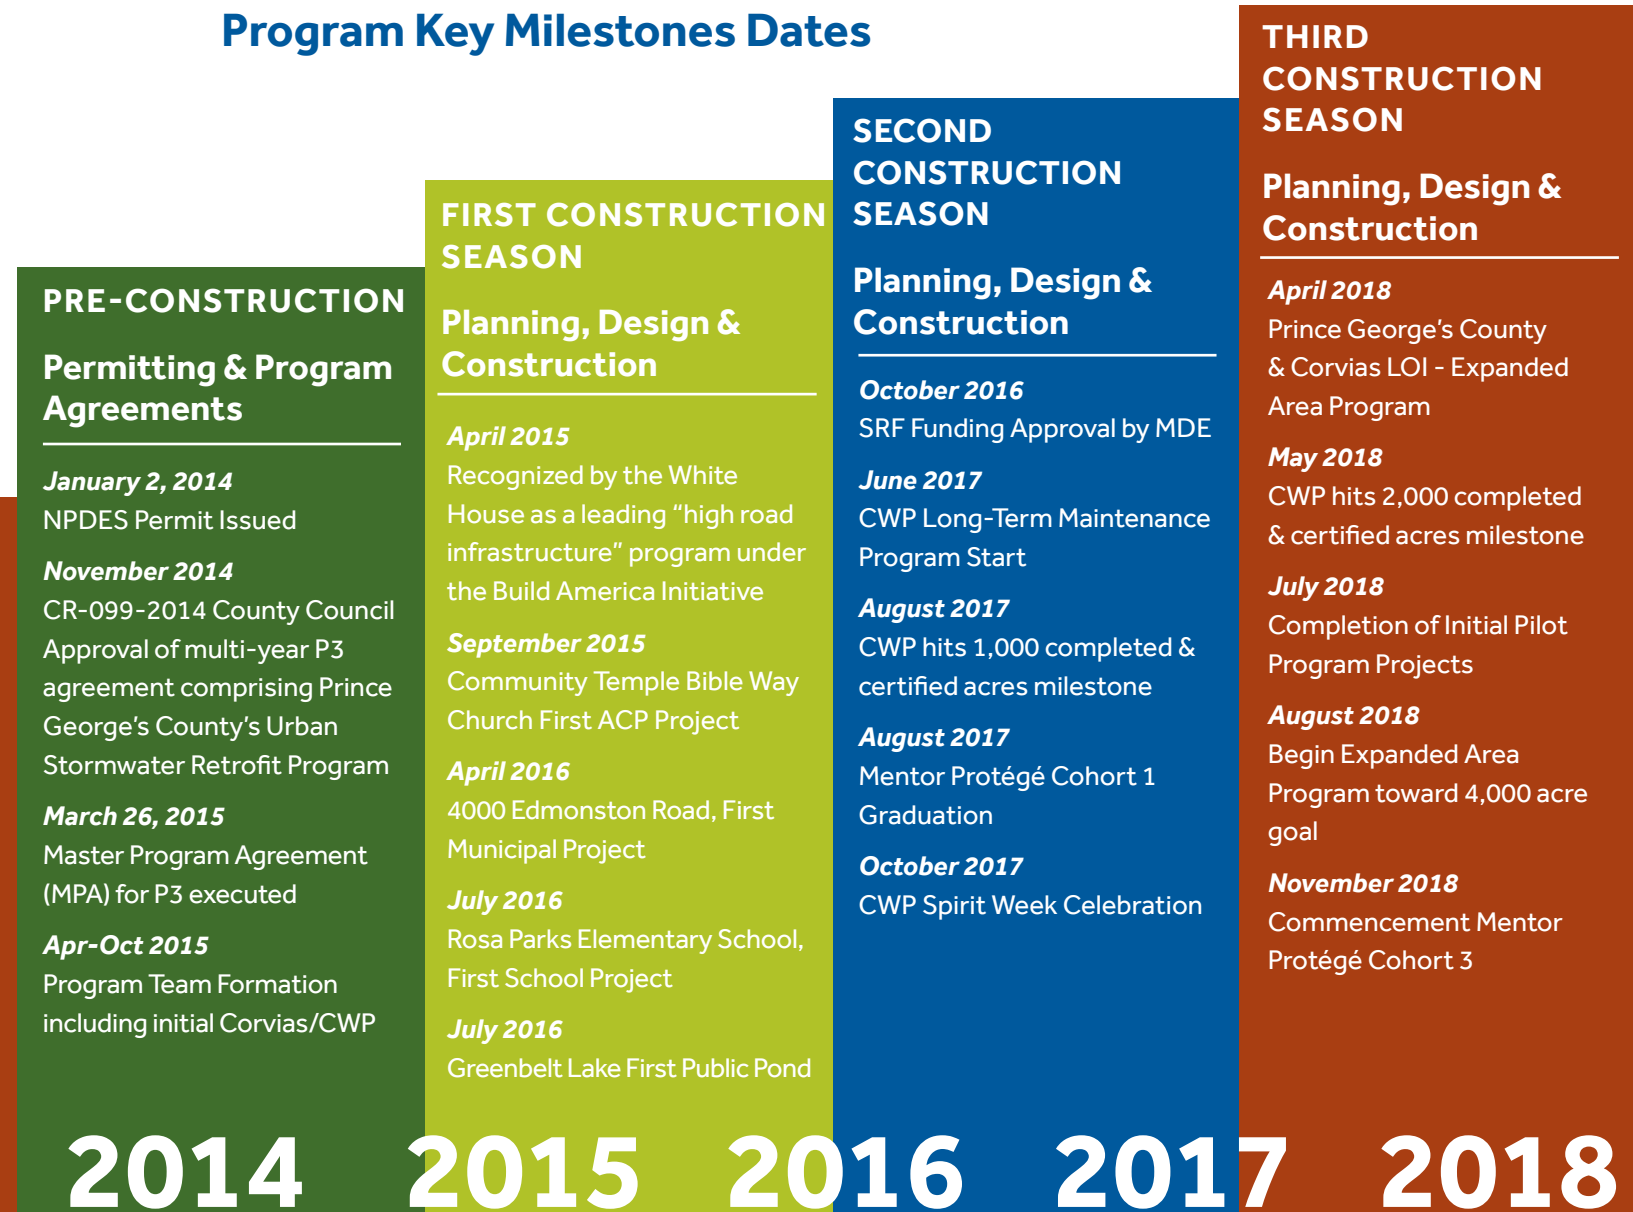 Program Key Milestones Dates
PRE-CONSTRUCTION
Permitting & Program
Agreements
January 2, 2014
NPDES Permit Issued
November 2014
CR-099-2014 County Council
Approval of multi-year P3
agreement comprising Prince
George’s County’s Urban
Stormwater Retrofit Program
March 26, 2015
Master Program Agreement
(MPA) for P3 executed
Apr-Oct 2015
Program Team Formation
including initial Corvias/CWP
FIRST CONSTRUCTION
SEASON
Planning, Design &
Construction
April 2015
Recognized by the White
House as a leading “high road
infrastructure” program under
the Build America Initiative
September 2015
Community Temple Bible Way
Church First ACP Project
April 2016
4000 Edmonston Road, First
Municipal Project
July 2016
Rosa Parks Elementary School,
First School Project
July 2016
Greenbelt Lake First Public Pond
SECOND
CONSTRUCTION
SEASON
Planning, Design &
Construction
October 2016
SRF Funding Approval by MDE
June 2017
CWP Long-Term Maintenance
Program Start
August 2017
CWP hits 1,000 completed &
certified acres milestone
August 2017
Mentor Protégé Cohort 1
Graduation
October 2017
CWP Spirit Week Celebration
THIRD
CONSTRUCTION
SEASON
Planning, Design &
Construction
April 2018
Prince George’s County
& Corvias LOI - Expanded
Area Program
May 2018
CWP hits 2,000 completed
& certified acres milestone
July 2018
Completion of Initial Pilot
Program Projects
August 2018
Begin Expanded Area
Program toward 4,000 acre
goal
November 2018
Commencement Mentor
Protégé Cohort 3
2014 2015 2016 2017 2018